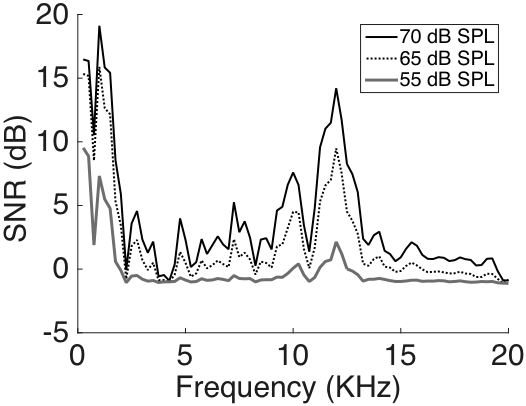 20
15
10
5
0
-5
SNR (dB)
70 dB SPL
65 dB SPL
55 dB SPL
0 5 10 15 20
Frequency (KHz)